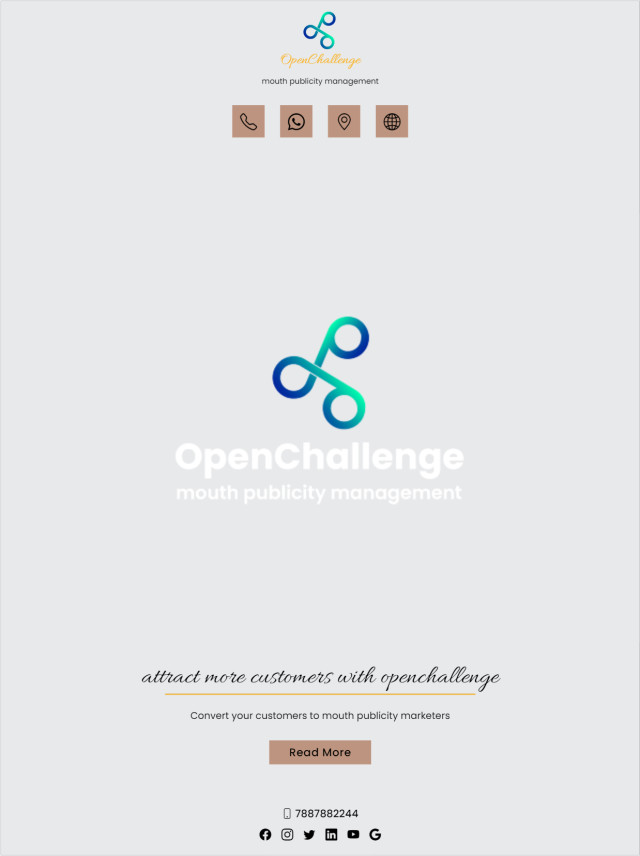 OpenChallenge
mouth publicity management
OpenChallenge
mouth publicity management
attract more customers with openchallenge
Convert your customers to mouth publicity marketers
Read More
7887882244